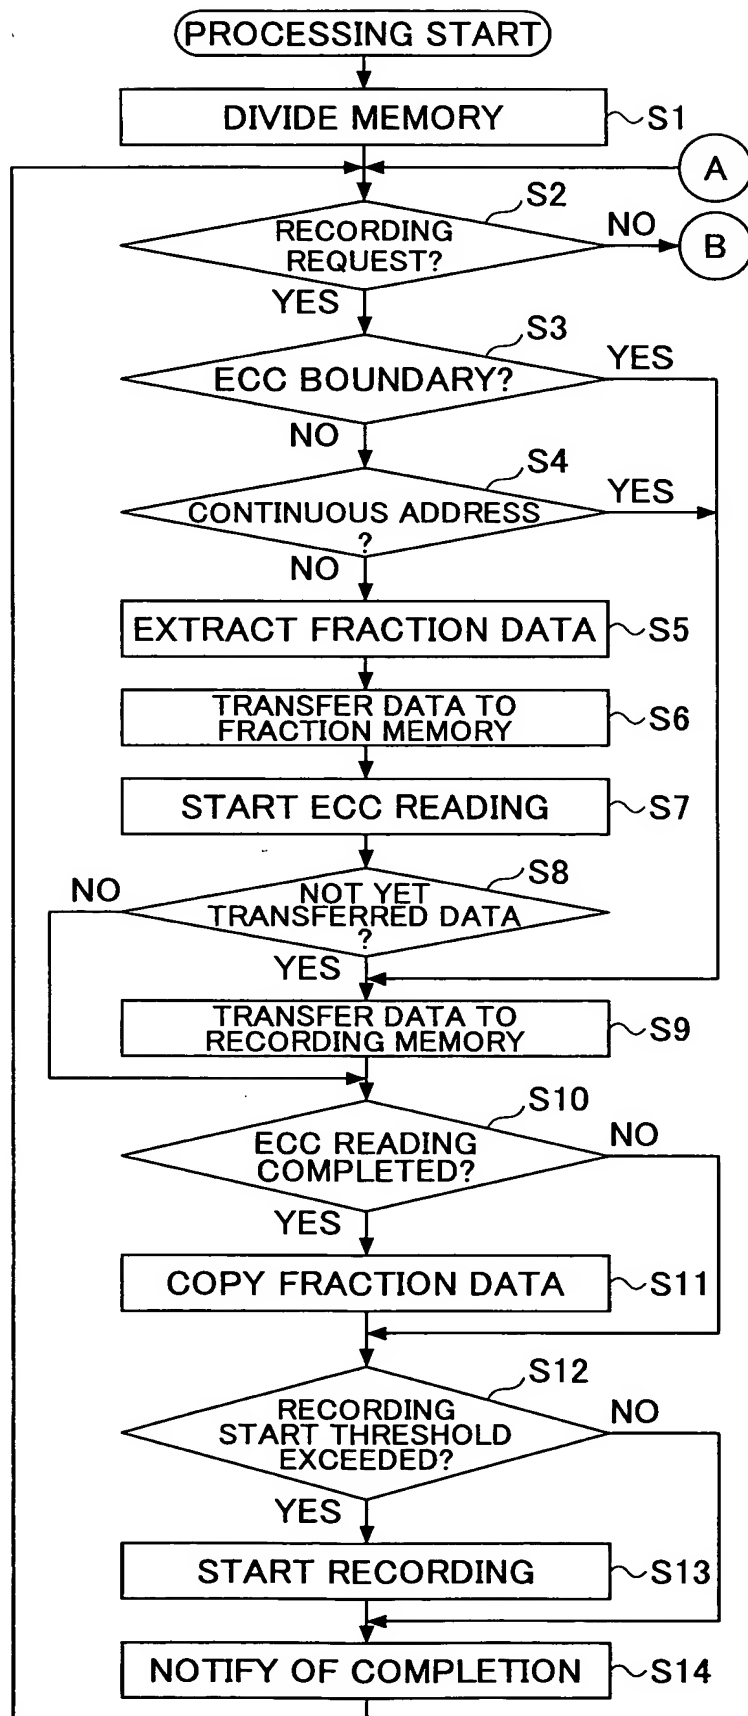 PROCESSING START
DIVIDE MEMORY
S1
A
S2
RECORDING
REQUEST?
NO
B
YES
S3
ECC BOUNDARY?
YES
NO
S4
CONTINUOUS ADDRESS
?
YES
NO
EXTRACT FRACTION DATA
S5
TRANSFER DATA TO
FRACTION MEMORY
S6
START ECC READING
S7
NO
S8
NOT YET
TRANSFERRED DATA
?
YES
TRANSFER DATA TO
RECORDING MEMORY
S9
S10
ECC READING
COMPLETED?
NO
YES
COPY FRACTION DATA
S11
S12
RECORDING
START THRESHOLD
EXCEEDED?
NO
YES
START RECORDING
S13
NOTIFY OF COMPLETION
S14